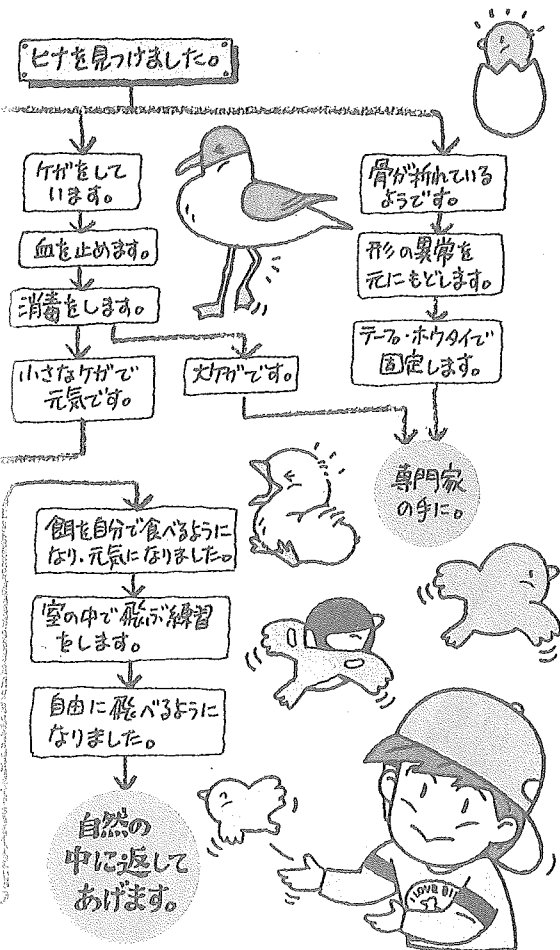 ヒナを見つけました。
ケガをして
います。
血を止めます。
消毒をします。
小さなケガで
元気です。
大ケガです。
骨が折れている
ようです。
形の異常を
元にもどします。
テープ・ホウタイで
固定します。
専門家
の手に。
餌を自分で食べるように
なり、元気になりました。
室の中で飛ぶ練習
をします。
自由に飛べるように
なりました。
自然の
中に返して
あげます。
I LOVE BI